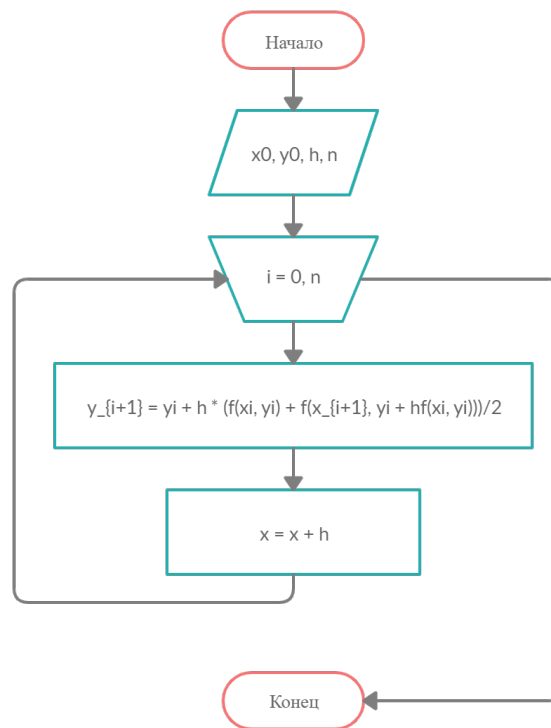 Начало
x0, y0, h, n
i = 0, n
y_{i+1} = yi + h * (f(xi, yi) + f(x_{i+1}, yi + hf(xi, yi)))/2
x = x + h
Конец